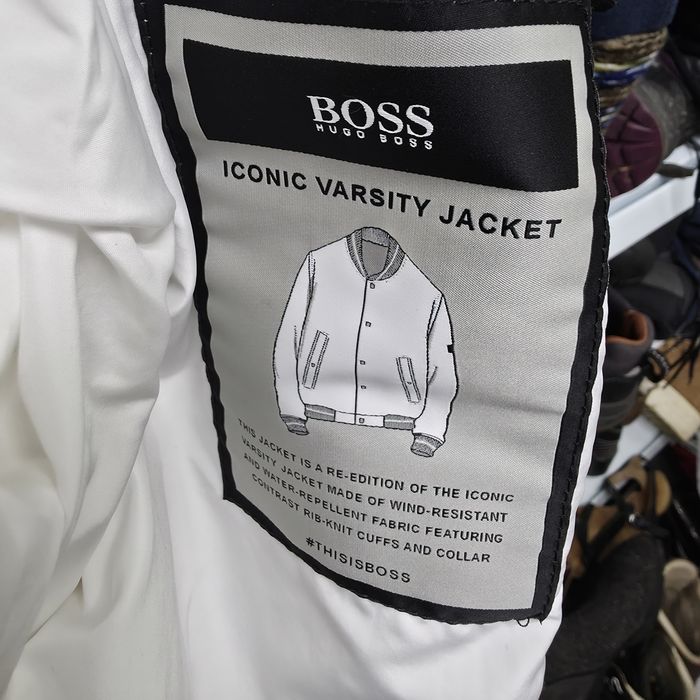 BOSS
HUGO BOSS
ICONIC VARSITY JACKET
THIS JACKET IS A RE-EDITION OF THE ICONIC
VARSITY JACKET MADE OF WIND-RESISTANT
AND WATER-REPELLENT FABRIC FEATURING
CONTRAST RIB-KNIT CUFFS AND COLLAR
#THISISBOSS